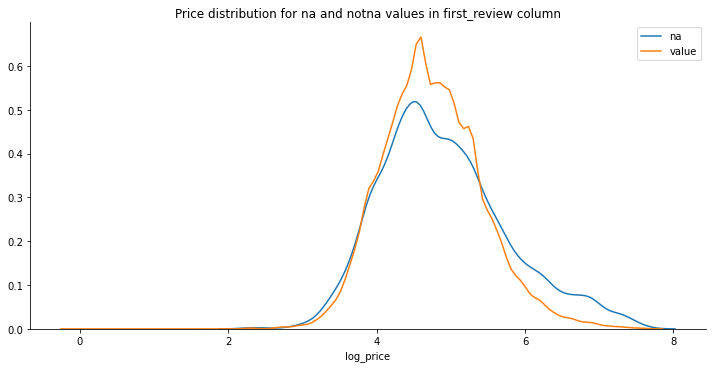 Price distribution for na and notna values in first_review column
na
value
0.6
0.5
0.4
0.3
0.2
0.1
0.0
0 2 4 6 8
log_price